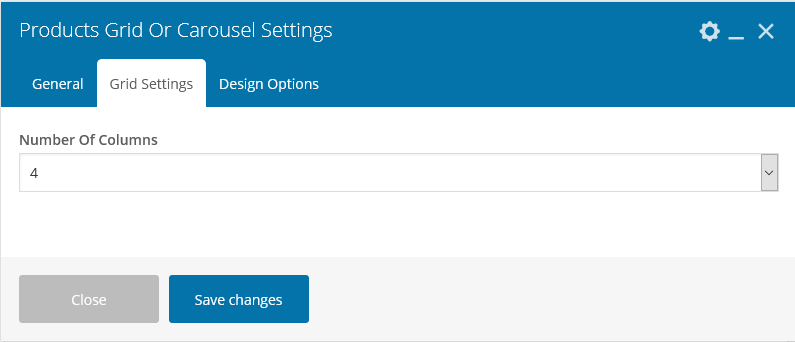 Products Grid Or Carousel Settings
General Grid Settings Design Options
Number Of Columns
4
Close Save changes